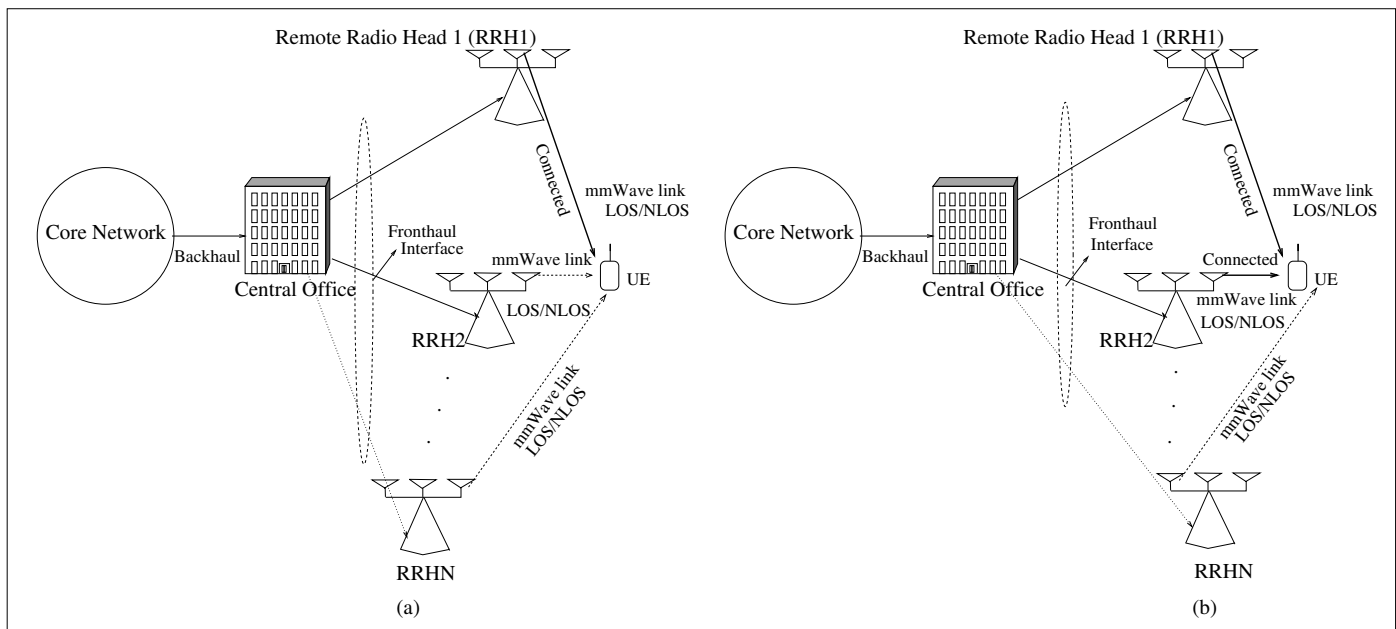 Remote Radio Head 1 (RRH1)
Connected
mmWave link
LOS/NLOS
Core Network
Backhaul
Fronthaul
Interface
mmWave link
UE
Central Office
LOS/NLOS
RRH2
mmWave link
LOS/NLOS
RRHN
(a)
Remote Radio Head 1 (RRH1)
Connected
mmWave link
LOS/NLOS
Core Network
Backhaul
Fronthaul
Interface
Connected
UE
Central Office
mmWave link
LOS/NLOS
RRH2
mmWave link
LOS/NLOS
RRHN
(b)